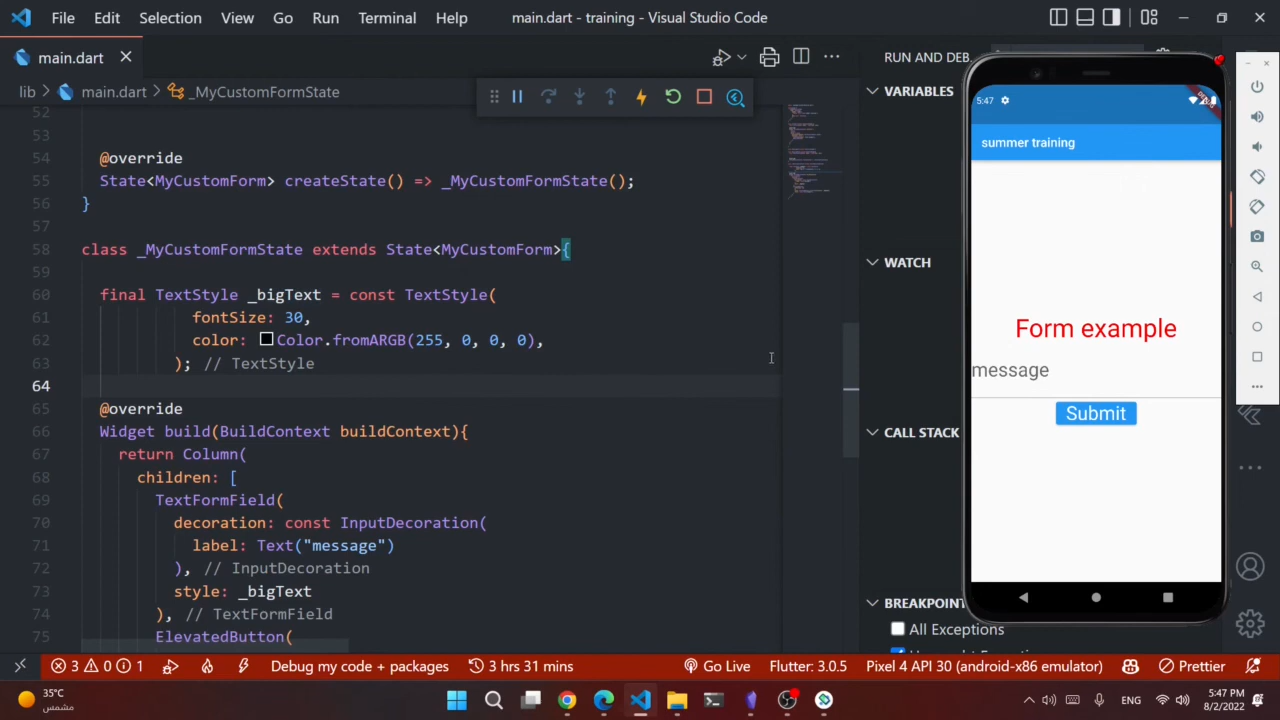 File Edit Selection View Go Run Terminal Help main.dart - training - Visual Studio Code
main.dart
RUN AND DEB
lib > main.dart > _MyCustomFormState
VARIABLES
52
53
54 @override
55 State<MyCustomForm> createState() => _MyCustomFormState();
56 }
57
58 class _MyCustomFormState extends State<MyCustomForm>{
59
60 final TextStyle _bigText = const TextStyle(
61 fontSize: 30,
62 color: Color.fromARGB(255, 0, 0, 0),
63 ); // TextStyle
64
65 @override
66 Widget build(BuildContext buildContext){
67 return Column(
68 children: [
69 TextFormField(
70 decoration: const InputDecoration(
71 label: Text("message")
72 ), // InputDecoration
73 style: _bigText
74 ), // TextFormField
75 ElevatedButton(
WATCH
CALL STACK
BREAKPOIN
All Exceptions
5:47
summer training
Form example
message
Submit
3 0 1 Debug my code + packages 3 hrs 31 mins Go Live Flutter: 3.0.5 Pixel 4 API 30 (android-x86 emulator) Prettier
35°C
مشمس
ENG
5:47 PM
8/2/2022